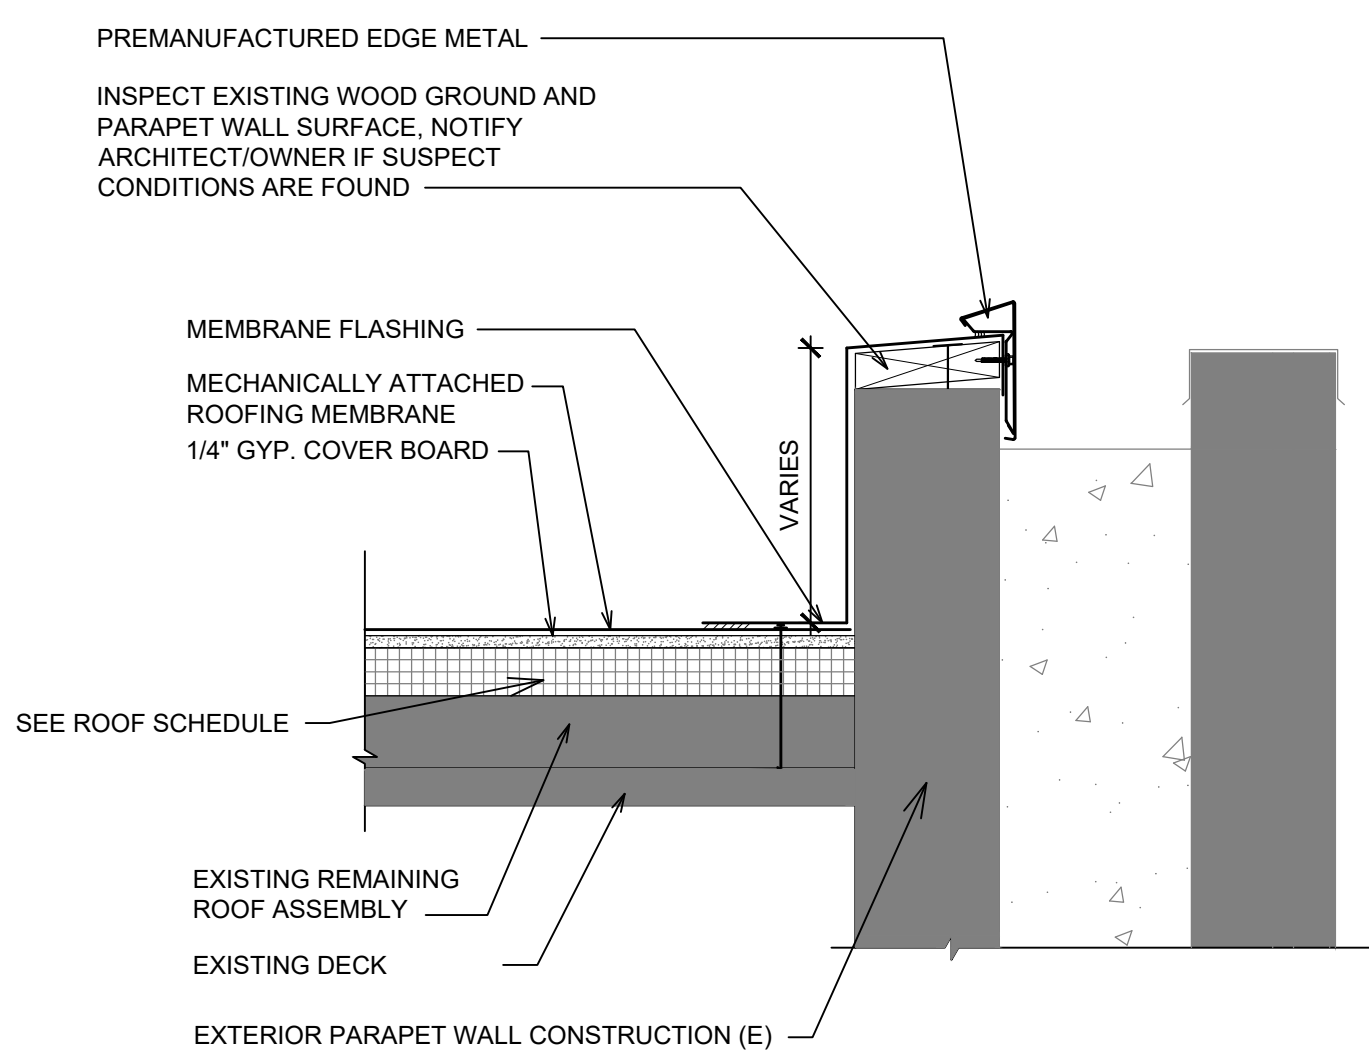 PREMANUFACTURED EDGE METAL
INSPECT EXISTING WOOD GROUND AND
PARAPET WALL SURFACE, NOTIFY
ARCHITECT/OWNER IF SUSPECT
CONDITIONS ARE FOUND
MEMBRANE FLASHING
MECHANICALLY ATTACHED
ROOFING MEMBRANE
1/4" GYP. COVER BOARD
VARIES
SEE ROOF SCHEDULE
EXISTING REMAINING
ROOF ASSEMBLY
EXISTING DECK
EXTERIOR PARAPET WALL CONSTRUCTION (E)